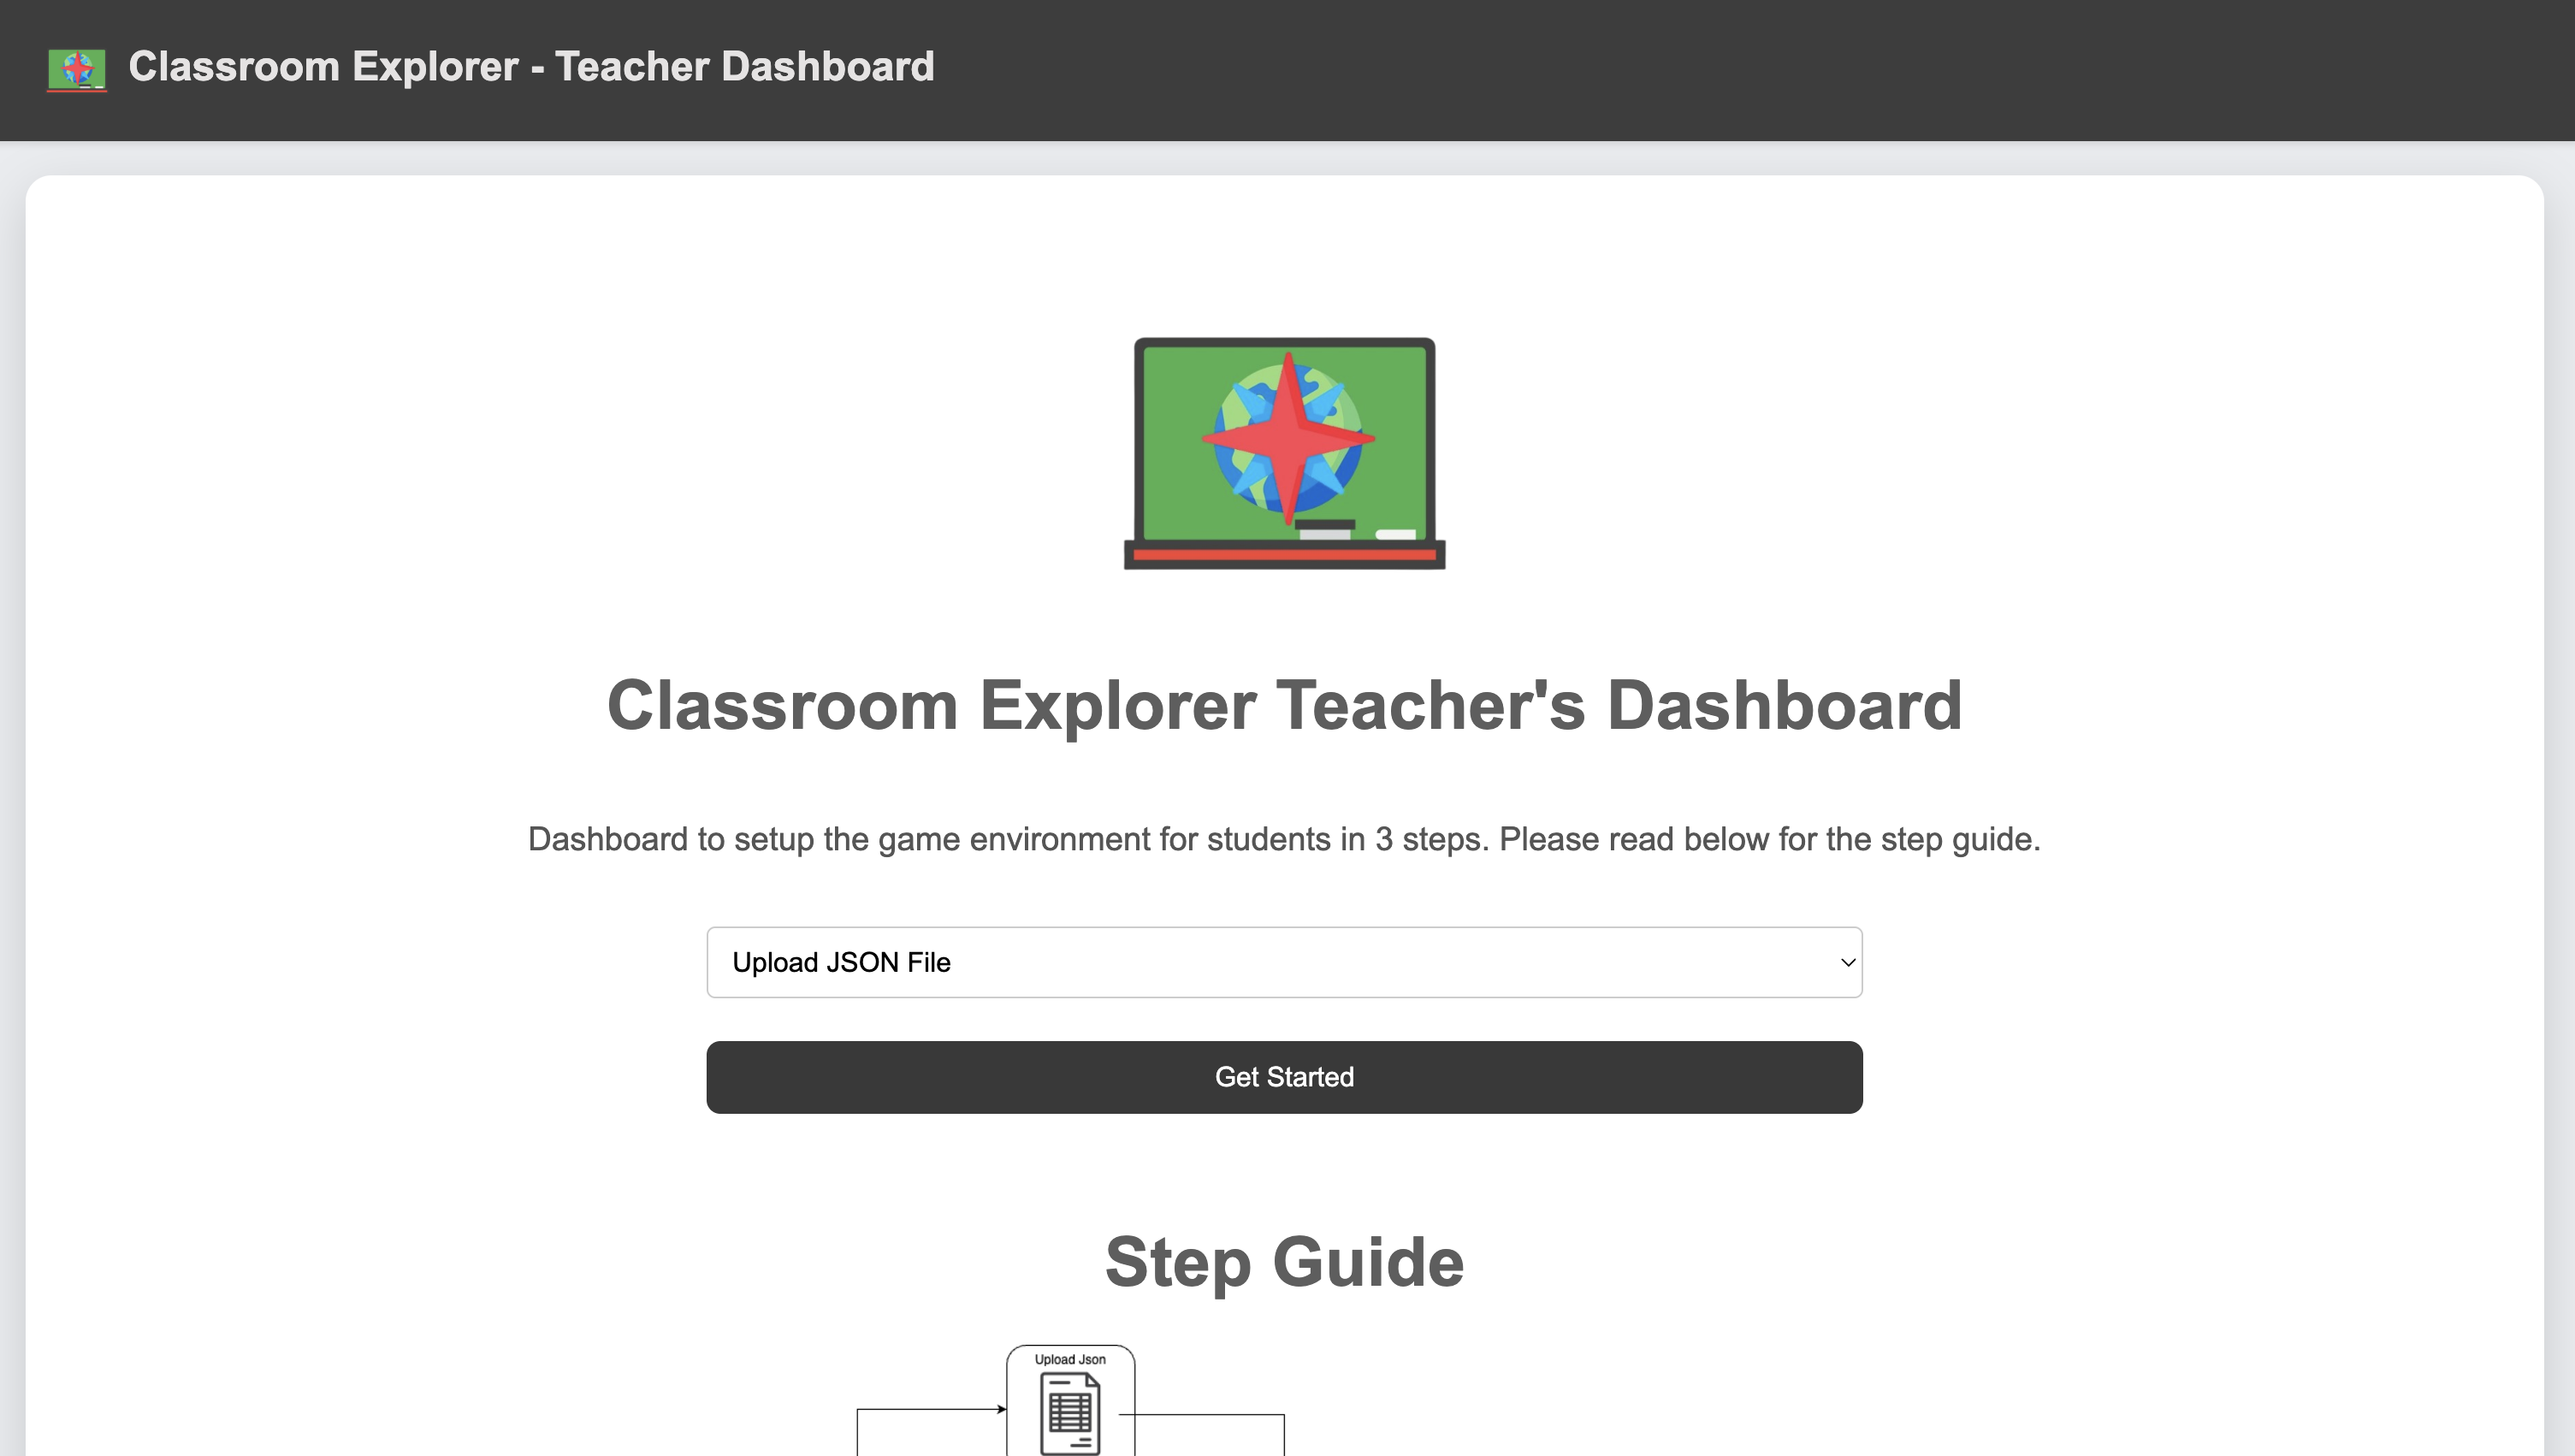 Classroom Explorer - Teacher Dashboard
Classroom Explorer Teacher's Dashboard
Dashboard to setup the game environment for students in 3 steps. Please read below for the step guide.
Upload JSON File
Get Started
Step Guide
Upload Json